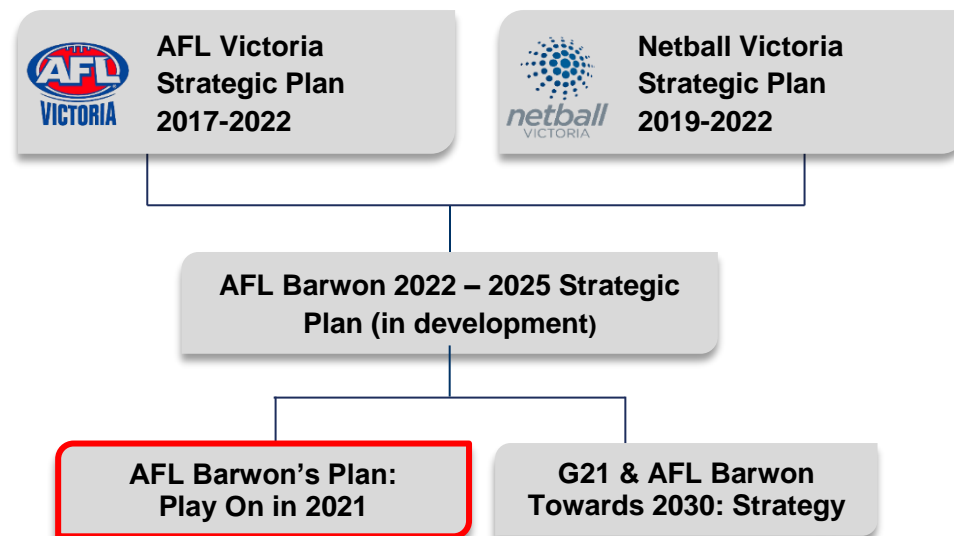 AFL
VICTORIA
AFL Victoria
Strategic Plan
2017-2022
netball
VICTORIA
Netball Victoria
Strategic Plan
2019-2022
AFL Barwon 2022 – 2025 Strategic
Plan (in development)
AFL Barwon’s Plan:
Play On in 2021
G21 & AFL Barwon
Towards 2030: Strategy